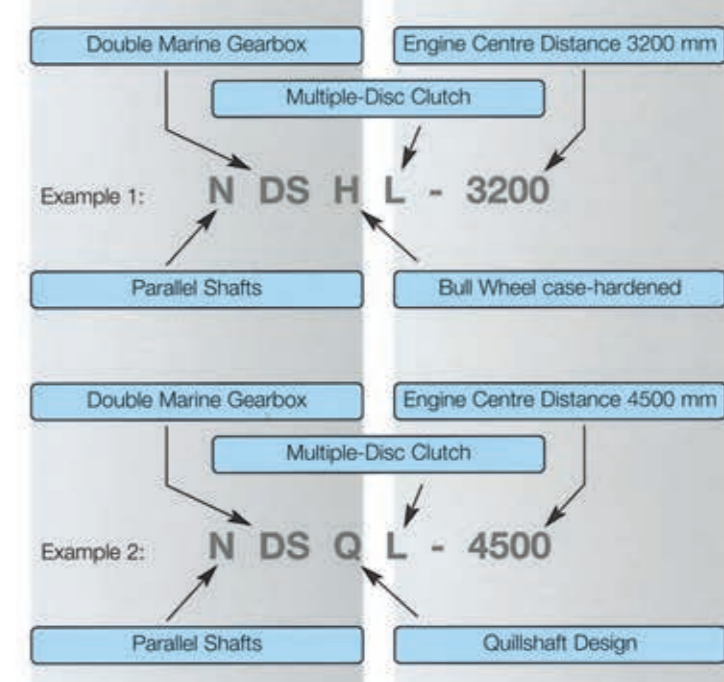 Double Marine Gearbox Engine Centre Distance 3200 mm
Multiple-Disc Clutch
Example 1: N DS H L - 3200
Parallel Shafts Bull Wheel case-hardened
Double Marine Gearbox Engine Centre Distance 4500 mm
Multiple-Disc Clutch
Example 2: N DS Q L - 4500
Parallel Shafts Quillshaft Design